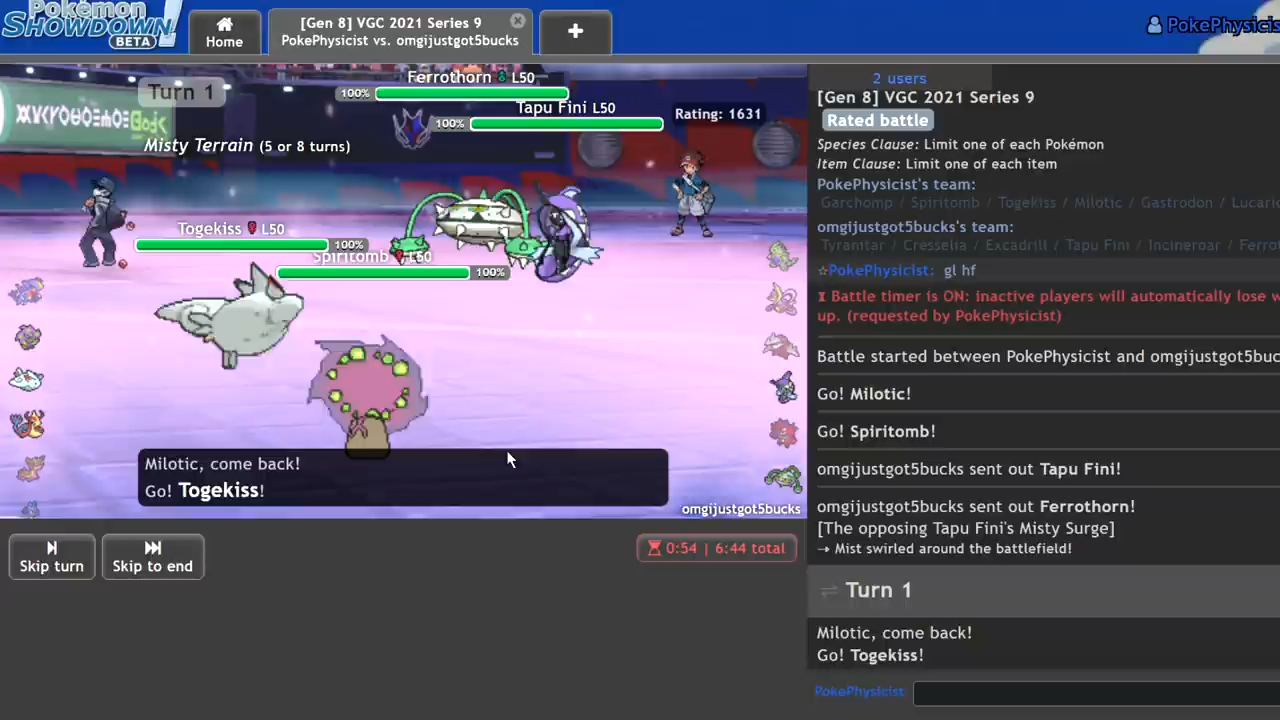 Pokémon
SHOWDOWN!
BETA
Home
[Gen 8] VGC 2021 Series 9
PokePhysicist vs. omgijustgot5bucks
PokePhysicis
Turn 1
Misty Terrain (5 or 8 turns)
Ferrothorn L50
100%
Tapu Fini L50
100%
Rating: 1631
Togekiss L50
100%
Spiritomb L50
100%
Milotic, come back!
Go! Togekiss!
omgijustgot5bucks
Skip turn
Skip to end
0:54 | 6:44 total
2 users
[Gen 8] VGC 2021 Series 9
Rated battle
Species Clause: Limit one of each Pokémon
Item Clause: Limit one of each item
PokePhysicist's team:
Garchomp / Spiritomb / Togekiss / Milotic / Gastrodon / Lucario
omgijustgot5bucks's team:
Tyranitar / Cresselia / Excadrill / Tapu Fini / Incineroar / Ferro
☆PokePhysicist: gl hf
Battle timer is ON: inactive players will automatically lose w
up. (requested by PokePhysicist)
Battle started between PokePhysicist and omgijustgot5buc
Go! Milotic!
Go! Spiritomb!
omgijustgot5bucks sent out Tapu Fini!
omgijustgot5bucks sent out Ferrothorn!
[The opposing Tapu Fini's Misty Surge]
→ Mist swirled around the battlefield!
Turn 1
Milotic, come back!
Go! Togekiss!
PokePhysicist: